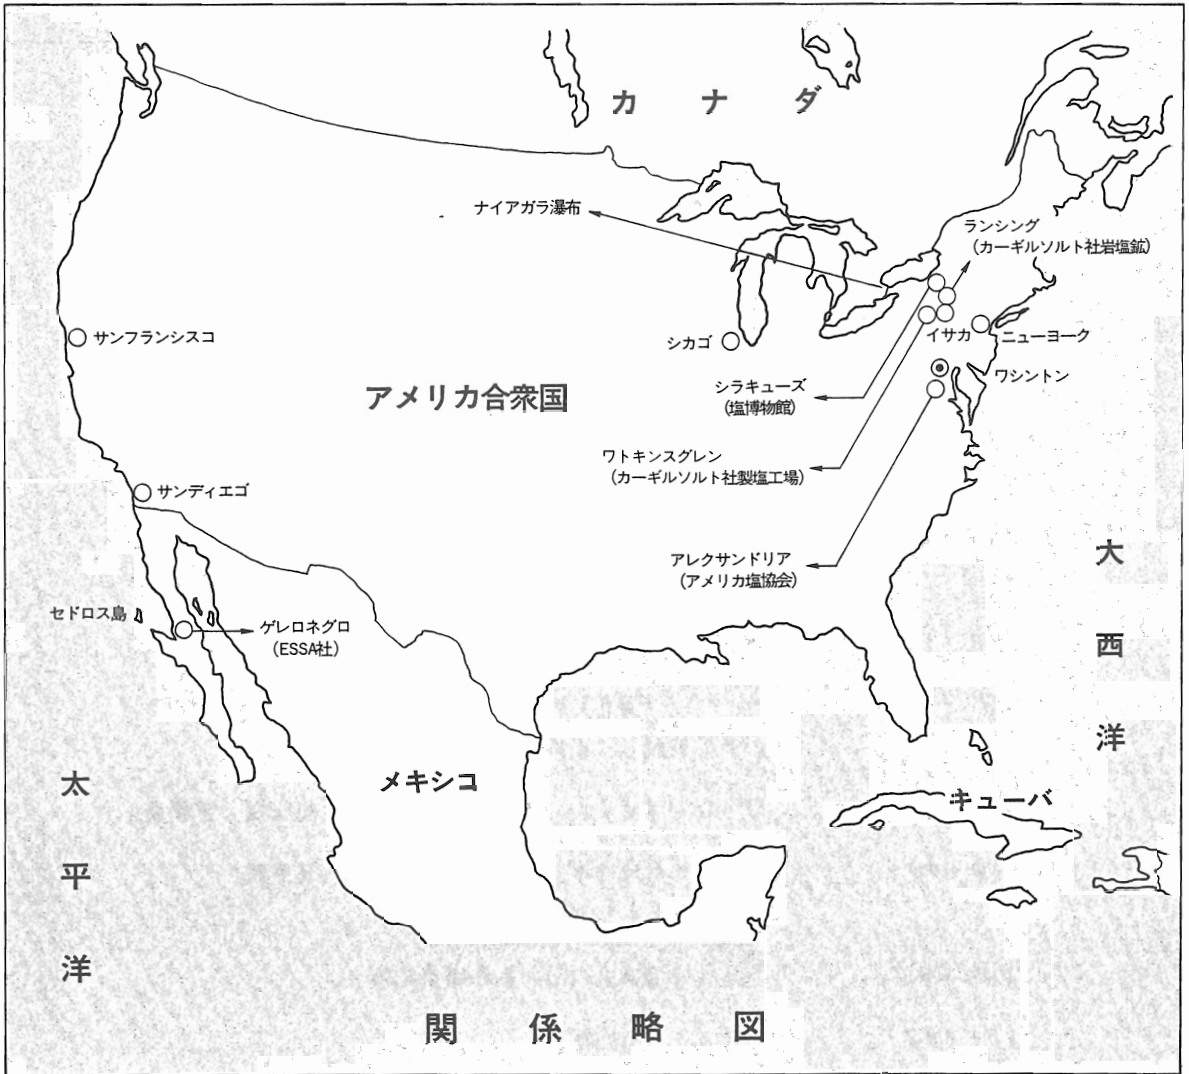 カナダ
ナイアガラ瀑布
ランシング
(カーギルソルト社岩塩鉱)
サンフランシスコ
シカゴ
イサカ
ニューヨーク
ワシントン
アメリカ合衆国
シラキューズ
(塩博物館)
ワトキンスグレン
(カーギルソルト社製塩工場)
サンディエゴ
アレクサンドリア
(アメリカ塩協会)
大西洋
セドロス島
ゲレロネグロ
(ESSA社)
メキシコ
キューバ
太平洋
関係略図